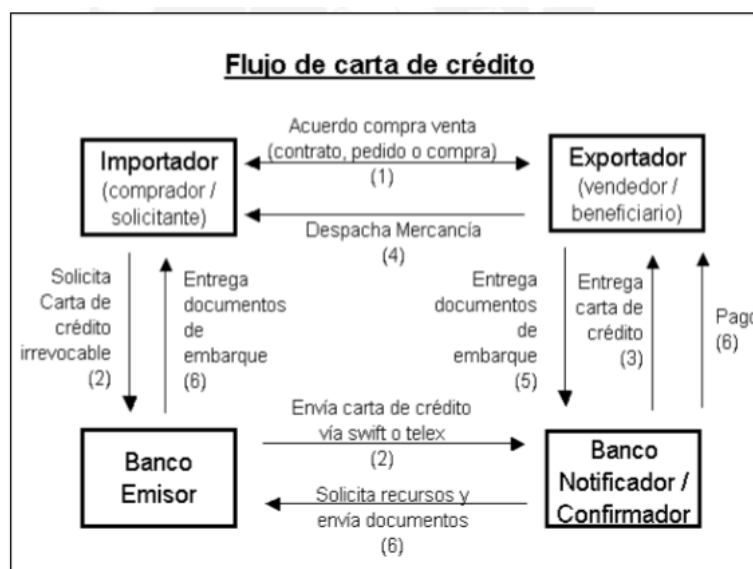 Flujo de carta de crédito
Importador
(comprador /
solicitante)
Acuerdo compra venta
(contrato, pedido o compra)
(1)
Despacha Mercancía
(4)
Exportador
(vendedor /
beneficiario)
Solicita
Carta de
crédito
irrevocable
(2)
Entrega
documentos
de
embarque
(6)
Entrega
documentos
de
embarque
(5)
Entrega
carta de
crédito
(3)
Pago
(6)
Banco
Emisor
Envía carta de crédito
vía swift o telex
(2)
Solicita recursos y
envía documentos
(6)
Banco
Notificador /
Confirmador